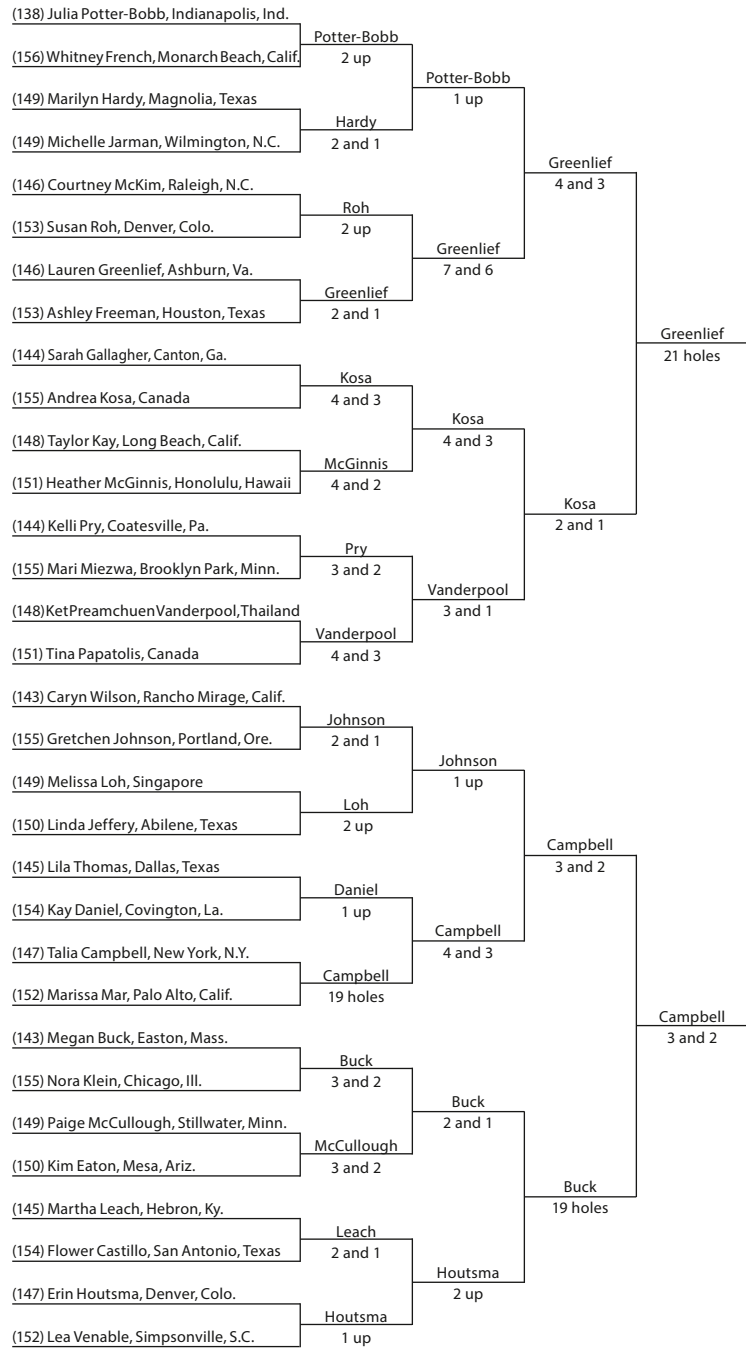 (138) Julia Potter-Bobb, Indianapolis, Ind.
(156) Whitney French, Monarch Beach, Calif.
(149) Marilyn Hardy, Magnolia, Texas
(149) Michelle Jarman, Wilmington, N.C.
(146) Courtney McKim, Raleigh, N.C.
(153) Susan Roh, Denver, Colo.
(146) Lauren Greenlief, Ashburn, Va.
(153) Ashley Freeman, Houston, Texas
(144) Sarah Gallagher, Canton, Ga.
(155) Andrea Kosa, Canada
(148) Taylor Kay, Long Beach, Calif.
(151) Heather McGinnis, Honolulu, Hawaii
(144) Kelli Pry, Coatesville, Pa.
(155) Mari Miezwa, Brooklyn Park, Minn.
(148) Ket Preamchuen Vanderpool, Thailand
(151) Tina Papatolis, Canada
(143) Caryn Wilson, Rancho Mirage, Calif.
(155) Gretchen Johnson, Portland, Ore.
(149) Melissa Loh, Singapore
(150) Linda Jeffery, Abilene, Texas
(145) Lila Thomas, Dallas, Texas
(154) Kay Daniel, Covington, La.
(147) Talia Campbell, New York, N.Y.
(152) Marissa Mar, Palo Alto, Calif.
(143) Megan Buck, Easton, Mass.
(155) Nora Klein, Chicago, Ill.
(149) Paige McCullough, Stillwater, Minn.
(150) Kim Eaton, Mesa, Ariz.
(145) Martha Leach, Hebron, Ky.
(154) Flower Castillo, San Antonio, Texas
(147) Erin Houtsma, Denver, Colo.
(152) Lea Venable, Simpsonville, S.C.
Potter-Bobb
2 up
Hardy
2 and 1
Roh
2 up
Greenlief
2 and 1
Kosa
4 and 3
McGinnis
4 and 2
Pry
3 and 2
Vanderpool
4 and 3
Johnson
2 and 1
Loh
2 up
Daniel
1 up
Campbell
19 holes
Buck
3 and 2
McCullough
3 and 2
Leach
2 and 1
Houtsma
1 up
Potter-Bobb
1 up
Greenlief
7 and 6
Kosa
4 and 3
Vanderpool
3 and 1
Johnson
1 up
Campbell
4 and 3
Buck
2 and 1
Houtsma
2 up
Greenlief
4 and 3
Kosa
2 and 1
Campbell
3 and 2
Buck
19 holes
Greenlief
21 holes
Campbell
3 and 2